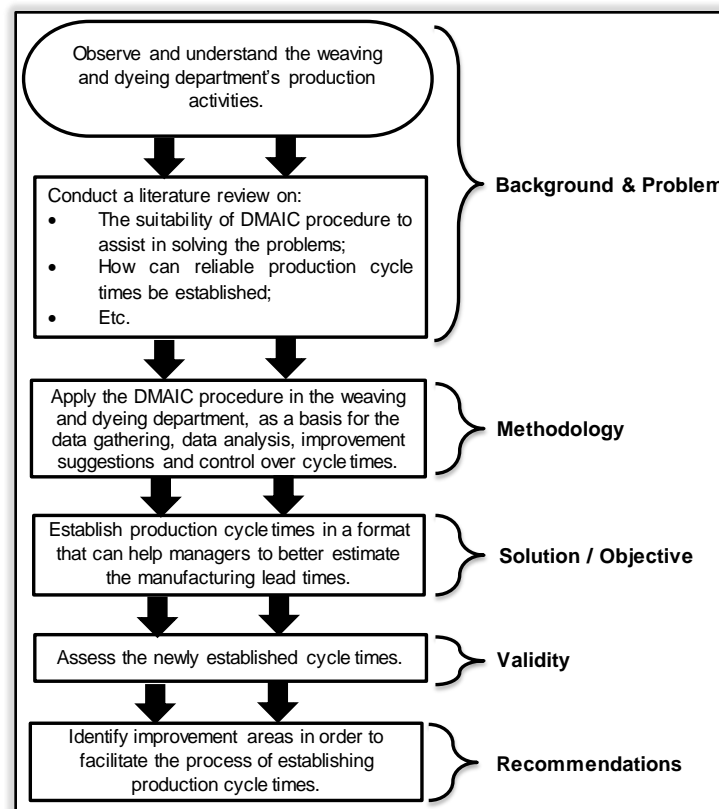 Observe and understand the weaving
and dyeing department's production
activities.
Conduct a literature review on:
• The suitability of DMAIC procedure to
assist in solving the problems;
• How can reliable production cycle
times be established;
• Etc.
Background & Problem
Apply the DMAIC procedure in the weaving
and dyeing department, as a basis for the
data gathering, data analysis, improvement
suggestions and control over cycle times.
Methodology
Establish production cycle times in a format
that can help managers to better estimate
the manufacturing lead times.
Solution / Objective
Assess the newly established cycle times.
Validity
Identify improvement areas in order to
facilitate the process of establishing
production cycle times.
Recommendations